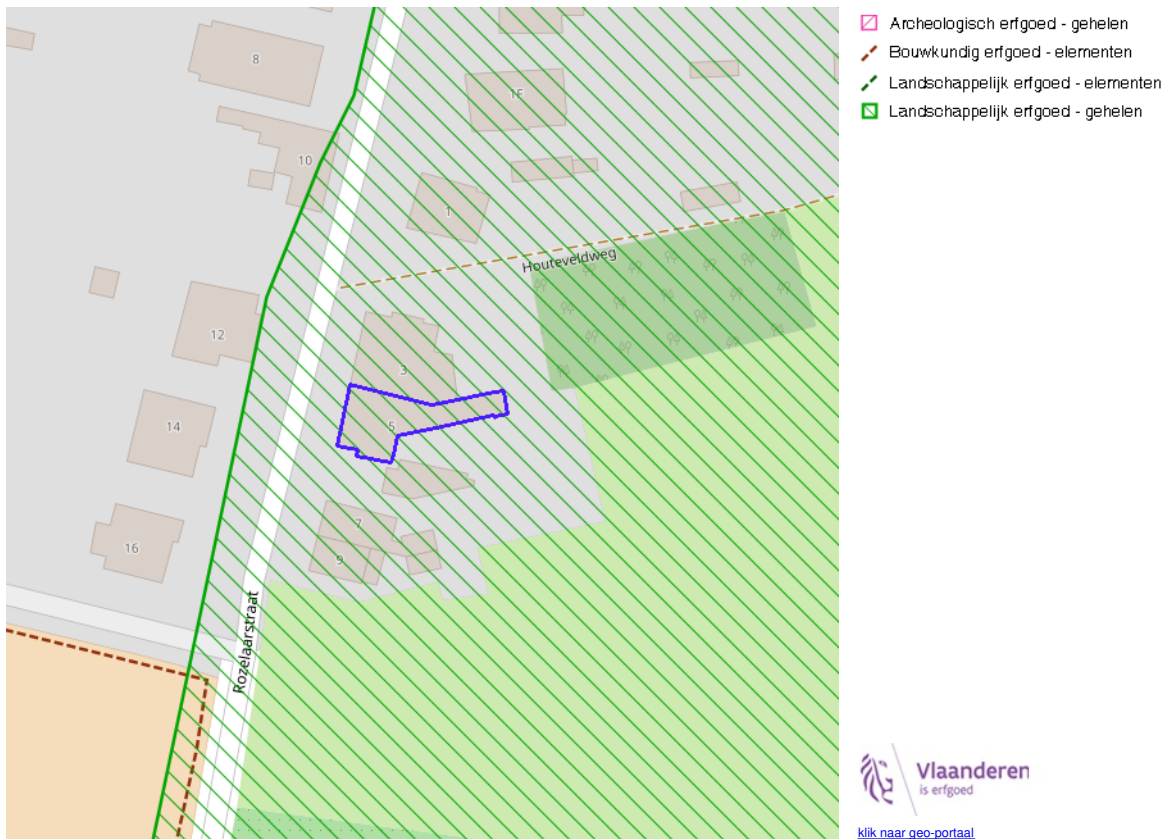 8
10
1E
1
Houteveldweg
12
3
14
5
7
16
9
Rozelaarstraat
Archeologisch erfgoed - gehelen
Bouwkundig erfgoed - elementen
Landschappelijk erfgoed - elementen
Landschappelijk erfgoed - gehelen
Vlaanderen
is erfgoed
klik naar geo-portaal